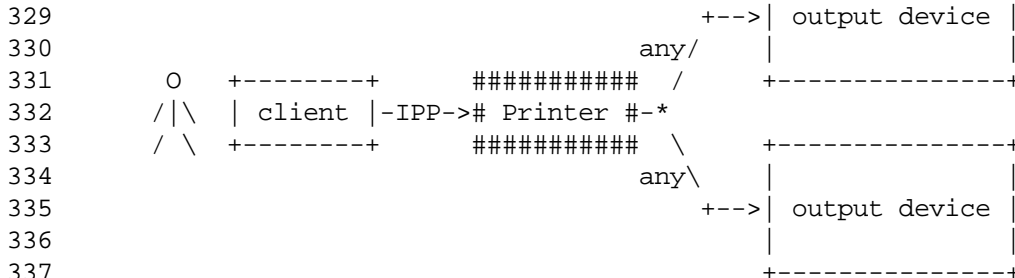 329                                         +-->| output device |
330                                     any/    |               |
331        O   +--------+      ###########  /     +---------------+
332       /|\  | client |-IPP-># Printer #-*
333       / \  +--------+      ###########  \     +---------------+
334                                     any\    |               |
335                                         +-->| output device |
336                                             |               |
337                                             +---------------+